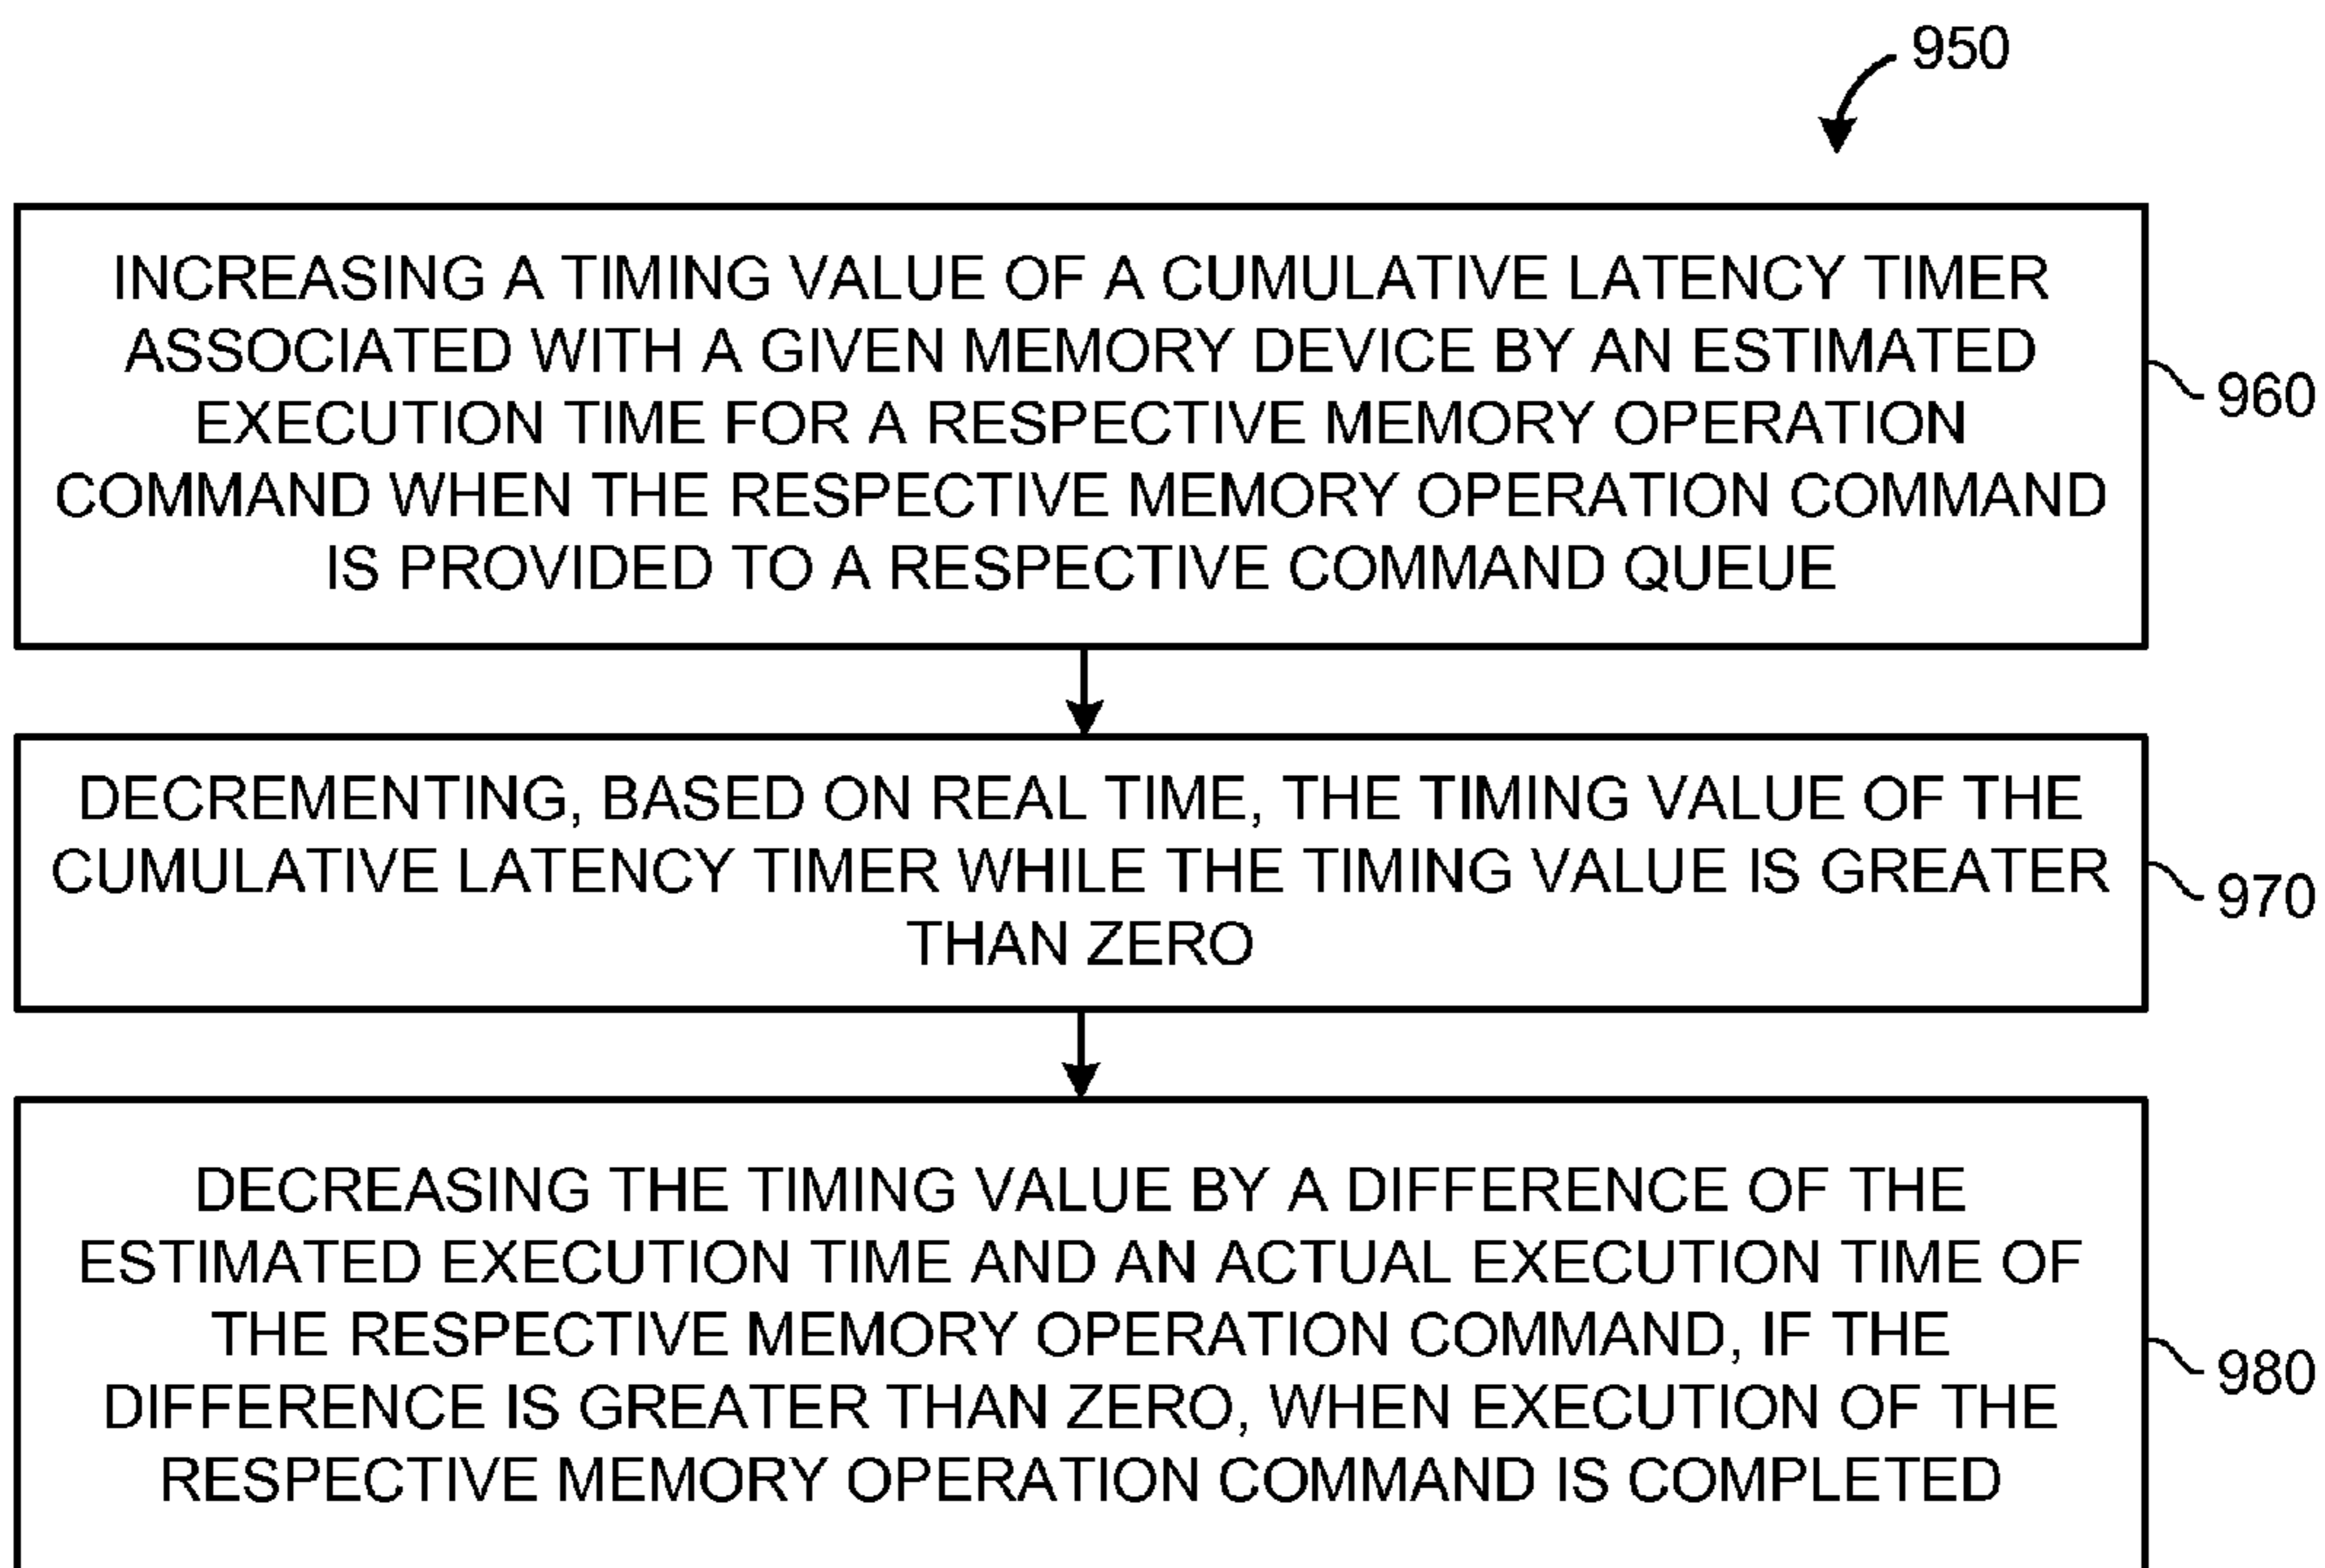 950
INCREASING A TIMING VALUE OF A CUMULATIVE LATENCY TIMER
ASSOCIATED WITH A GIVEN MEMORY DEVICE BY AN ESTIMATED
EXECUTION TIME FOR A RESPECTIVE MEMORY OPERATION
COMMAND WHEN THE RESPECTIVE MEMORY OPERATION COMMAND
IS PROVIDED TO A RESPECTIVE COMMAND QUEUE
960
DECREMENTING, BASED ON REAL TIME, THE TIMING VALUE OF THE
CUMULATIVE LATENCY TIMER WHILE THE TIMING VALUE IS GREATER
THAN ZERO
970
DECREASING THE TIMING VALUE BY A DIFFERENCE OF THE
ESTIMATED EXECUTION TIME AND AN ACTUAL EXECUTION TIME OF
THE RESPECTIVE MEMORY OPERATION COMMAND, IF THE
DIFFERENCE IS GREATER THAN ZERO, WHEN EXECUTION OF THE
RESPECTIVE MEMORY OPERATION COMMAND IS COMPLETED
980